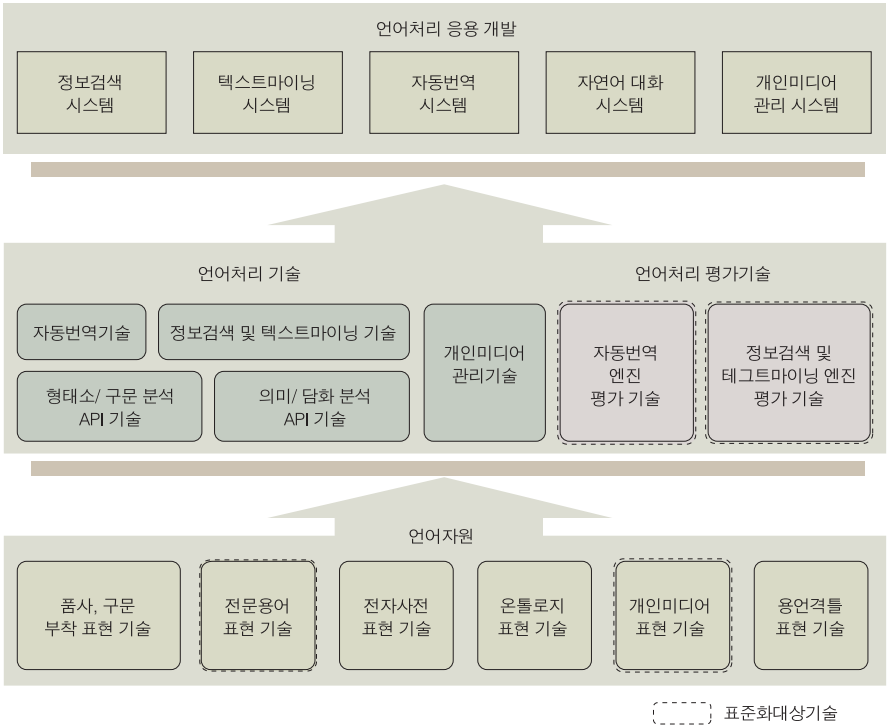 언어처리 응용 개발
정보검색
시스템
텍스트마이닝
시스템
자동번역
시스템
자연어 대화
시스템
개인미디어
관리 시스템
언어처리 기술
언어처리 평가기술
자동번역기술
정보검색 및 텍스트마이닝 기술
형태소/ 구문 분석
API 기술
의미/ 담화 분석
API 기술
개인미디어
관리기술
자동번역
엔진
평가 기술
정보검색 및
테그트마이닝 엔진
평가 기술
언어자원
품사, 구문
부착 표현 기술
전문용어
표현 기술
전자사전
표현 기술
온톨로지
표현 기술
개인미디어
표현 기술
용언격틀
표현 기술
표준화대상기술